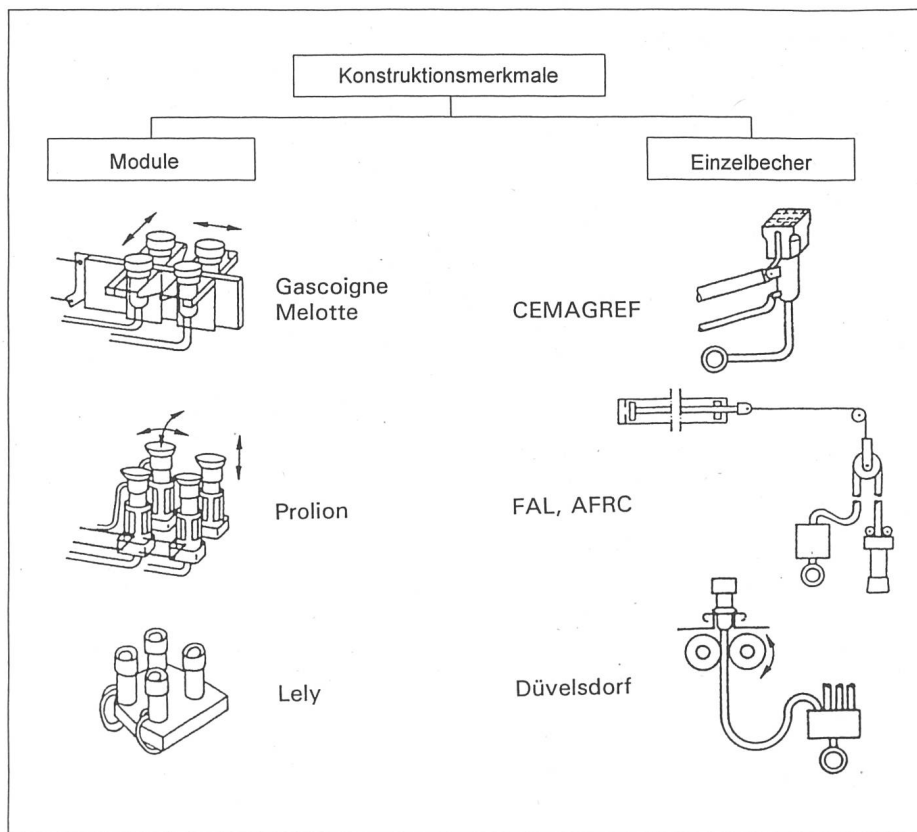 Konstruktionsmerkmale
Module
Einzelbecher
Gascoigne
Melotte
CEMAGREF
Prolion
FAL, AFRC
Lely
Düvelsdorf